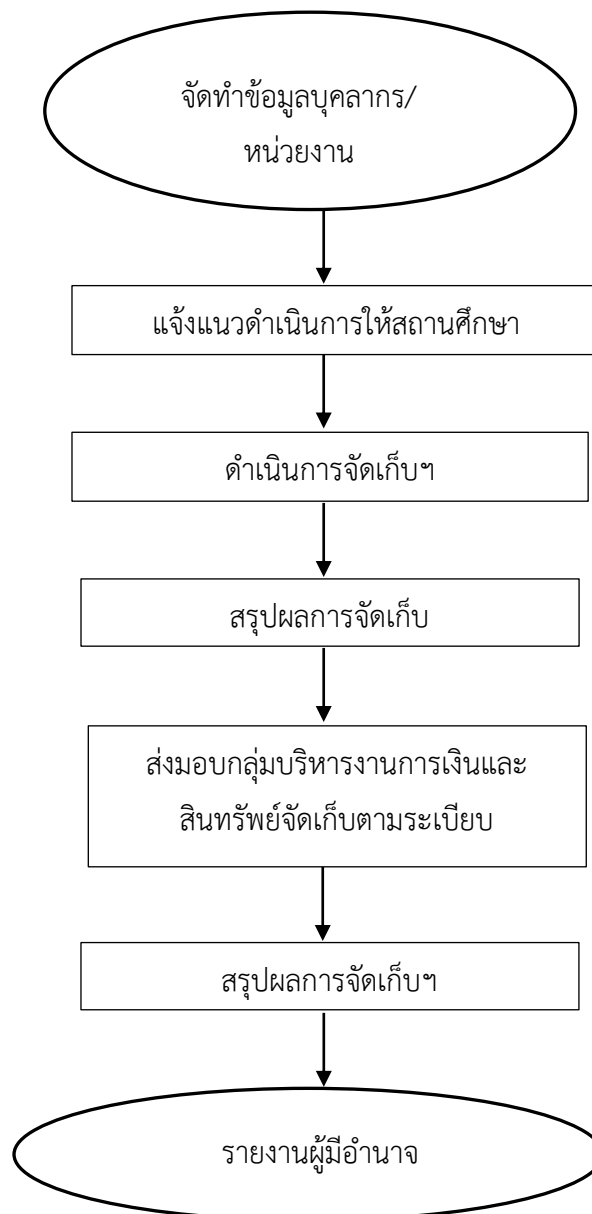 จัดทำข้อมูลบุคลากร/
หน่วยงาน
แจ้งแนวดำเนินการให้สถานศึกษา
ดำเนินการจัดเก็บฯ
สรุปผลการจัดเก็บ
ส่งมอบกลุ่มบริหารงานการเงินและ
สินทรัพย์จัดเก็บตามระเบียบ
สรุปผลการจัดเก็บฯ
รายงานผู้มีอำนาจ